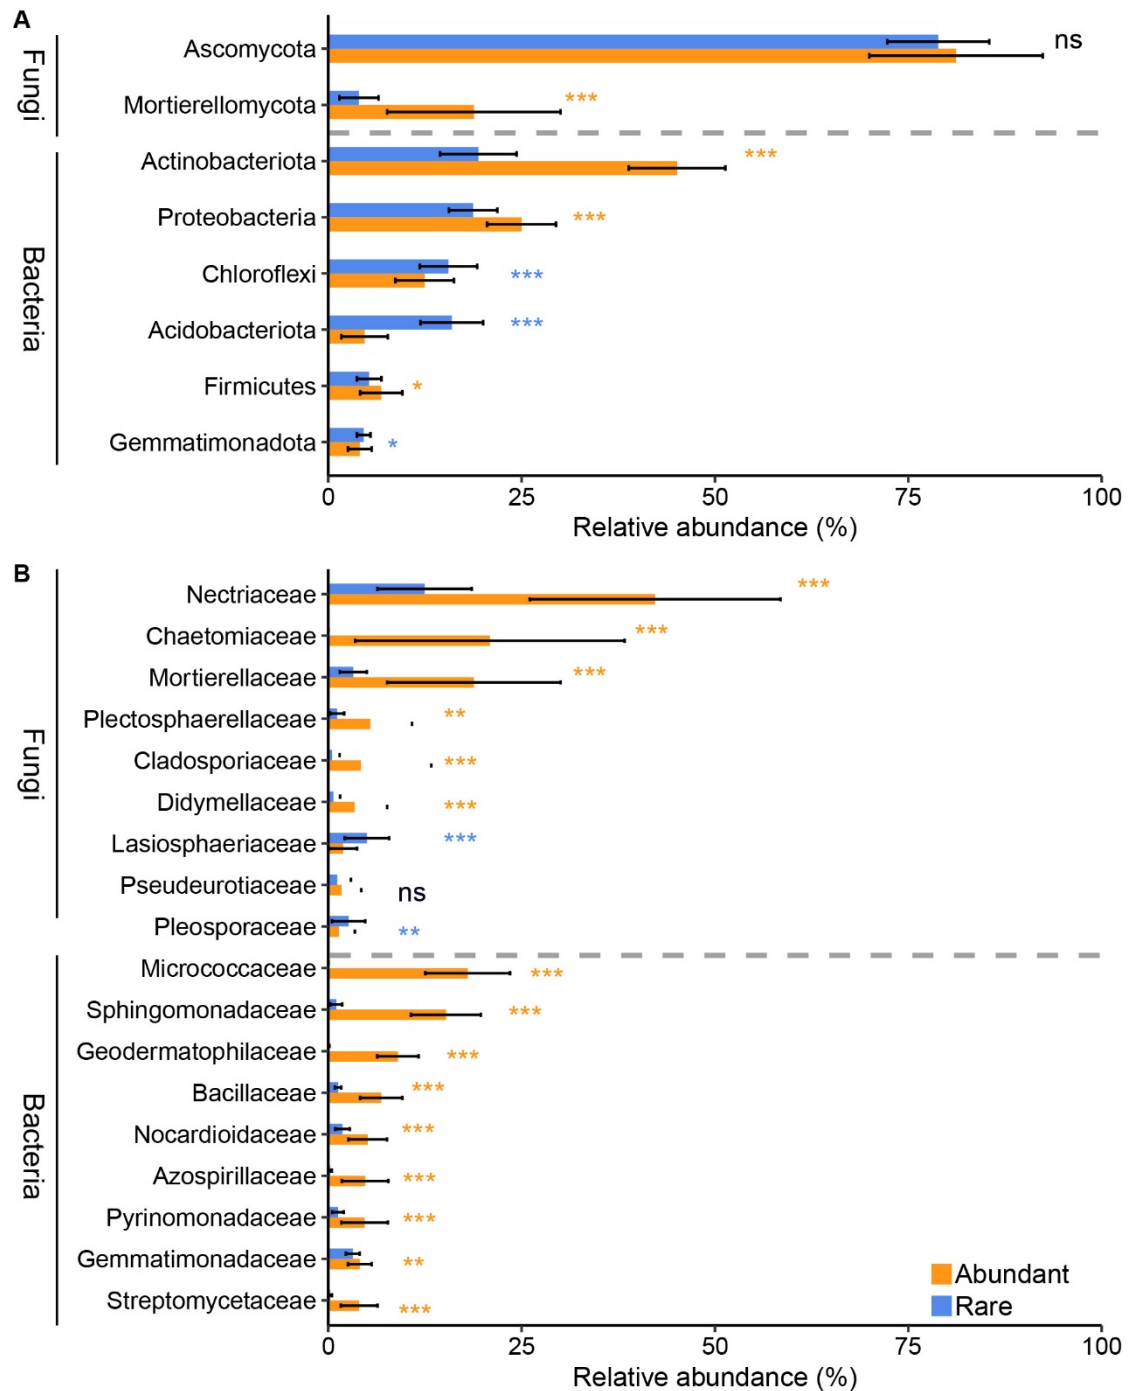 A
Fungi
Ascomycota
ns
Mortierellomycota
***
Bacteria
Actinobacteriota
***
Proteobacteria
***
Chloroflexi
***
Acidobacteriota
***
Firmicutes
*
Gemmatimonadota
*
0 25 50 75 100
Relative abundance (%)
B
Fungi
Nectriaceae
***
Chaetomiaceae
***
Mortierellaceae
***
Plectosphaerellaceae
**
Cladosporiaceae
***
Didymellaceae
***
Lasiosphaeriaceae
***
Pseudeurotiaceae
ns
Pleosporaceae
**
Bacteria
Micrococcaceae
***
Sphingomonadaceae
***
Geodermatophilaceae
***
Bacillaceae
***
Nocardioidaceae
***
Azospirillaceae
***
Pyrinomonadaceae
***
Gemmatimonadaceae
**
Streptomycetaceae
***
Abundant
Rare
0 25 50 75 100
Relative abundance (%)